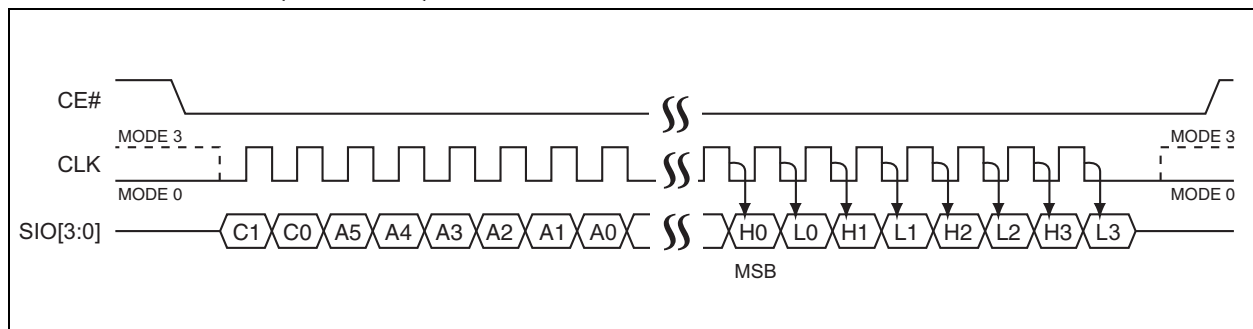 CE#
MODE 3 MODE 3
CLK
MODE 0 MODE 0
SIO[3:0] C1 C0 A5 A4 A3 A2 A1 A0 H0 L0 H1 L1 H2 L2 H3 L3
MSB